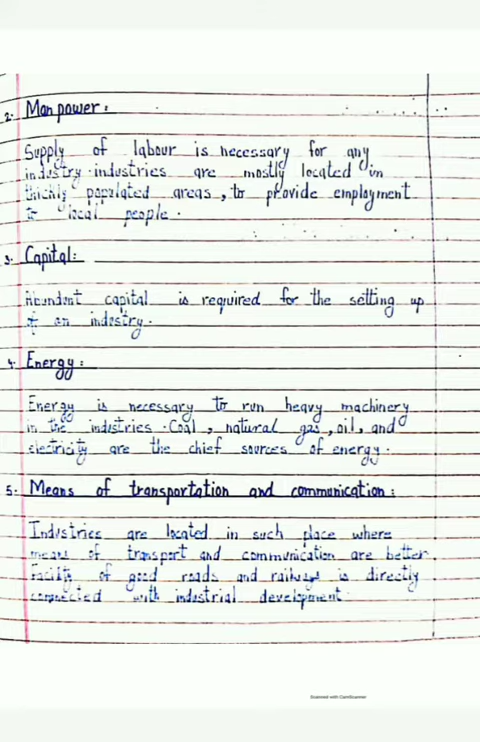 2. Man power:
Supply of labour is necessary for any
industry. industries are mostly located in
thickly populated areas, to provide employment
to local people.
3. Capital:
Abundant capital is required for the setting up
of an industry.
4. Energy:
Energy is necessary to run heavy machinery
in the industries. Coal, natural gas, oil, and
electricity are the chief sources of energy.
5. Means of transportation and communication:
Industries are located in such place where
means of transport and communication are better.
Facility of good roads and railways is directly
connected with industrial development.
Scanned with CamScanner